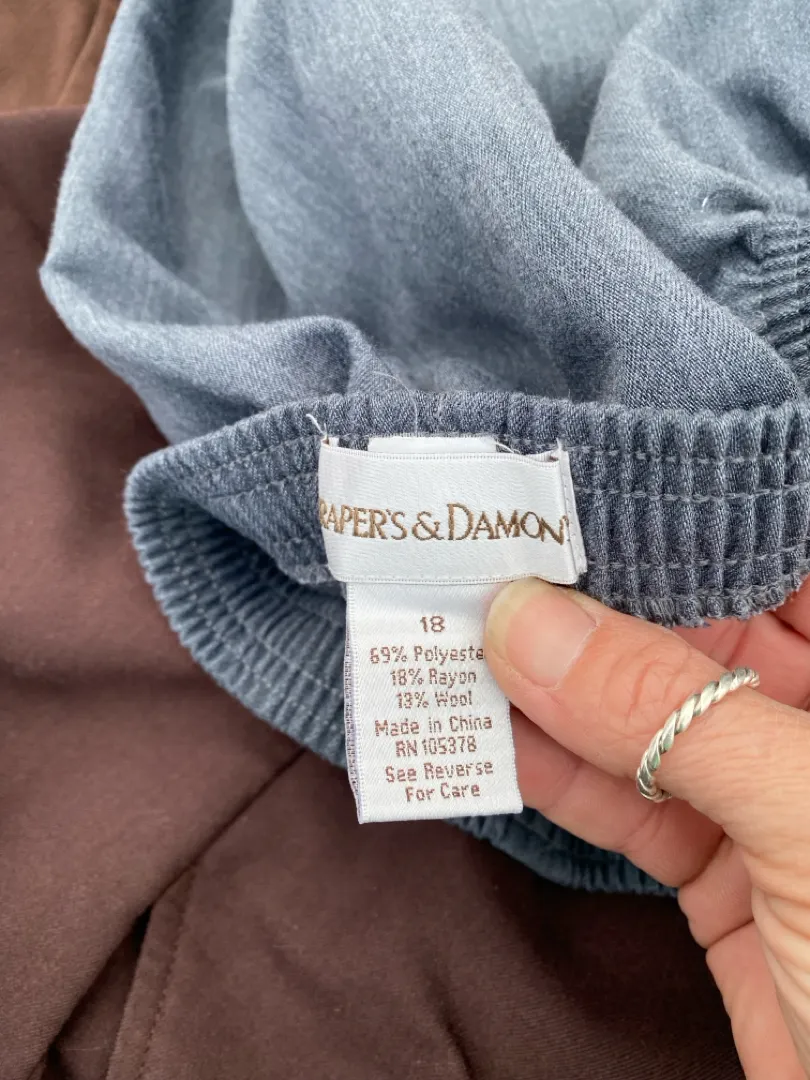 RAPER'S & DAMON'
18
69% Polyeste
18% Rayon
13% Wool
Made in China
RN 105378
See Reverse
For Care